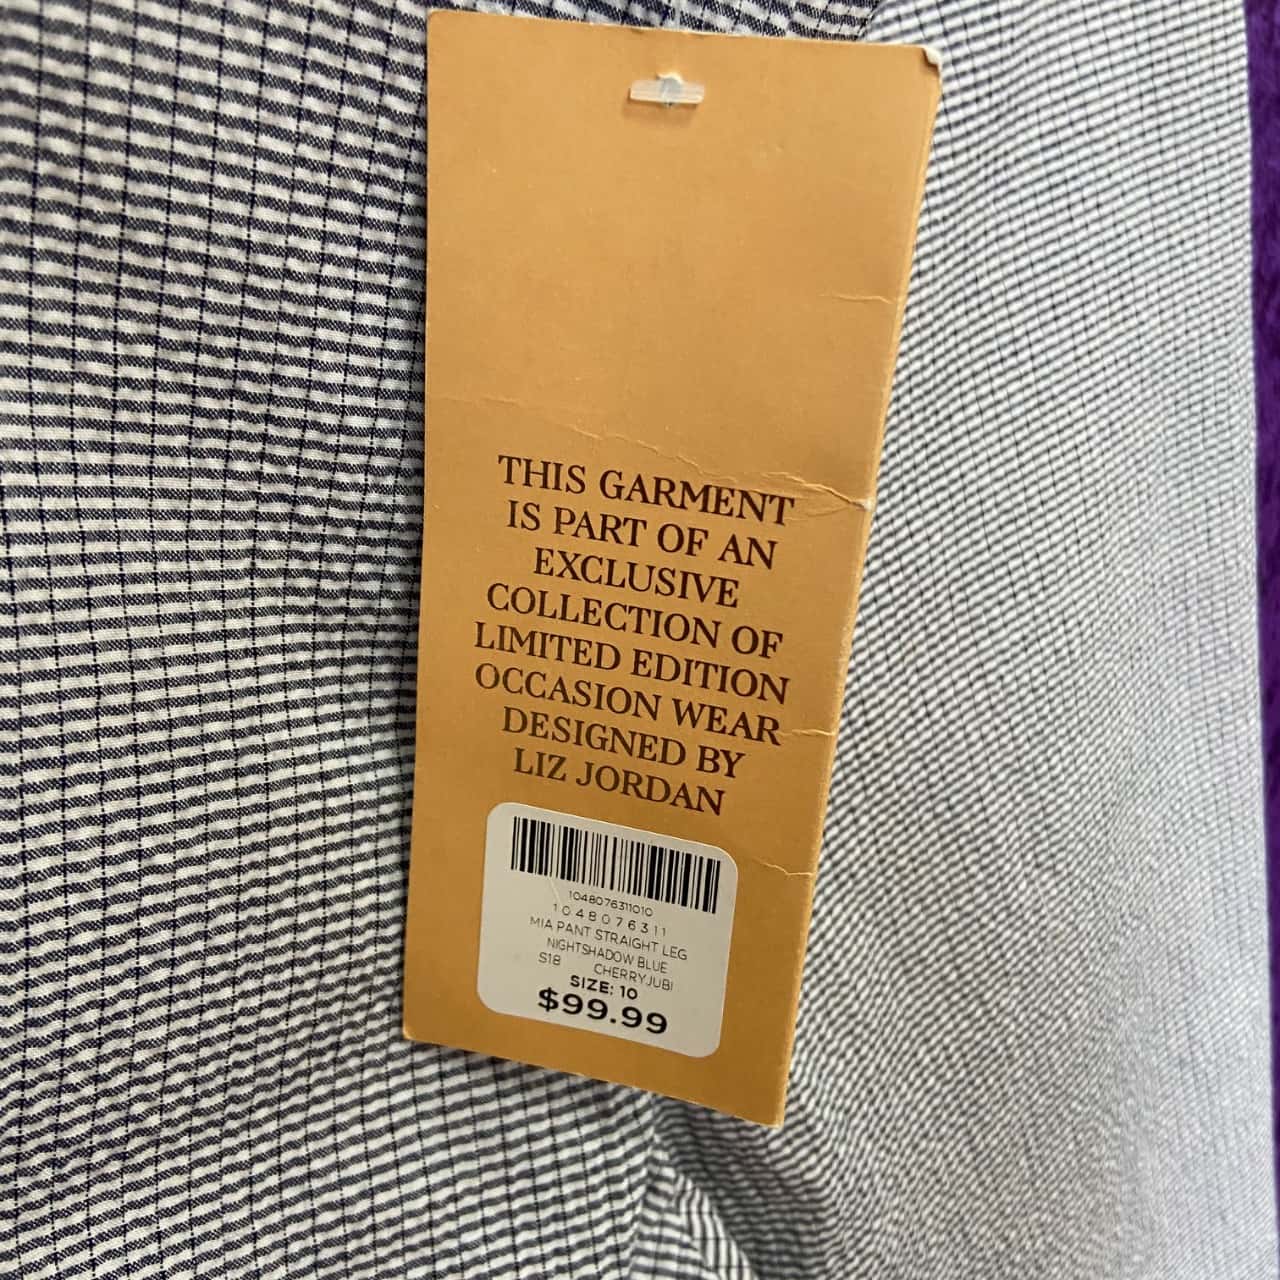 THIS GARMENT
IS PART OF AN
EXCLUSIVE
COLLECTION OF
LIMITED EDITION
OCCASION WEAR
DESIGNED BY
LIZ JORDAN
1048076311010
1048076311
MIA PANT STRAIGHT LEG
NIGHTSHADOW BLUE
S18 CHERRYJUBI
SIZE: 10
$99.99